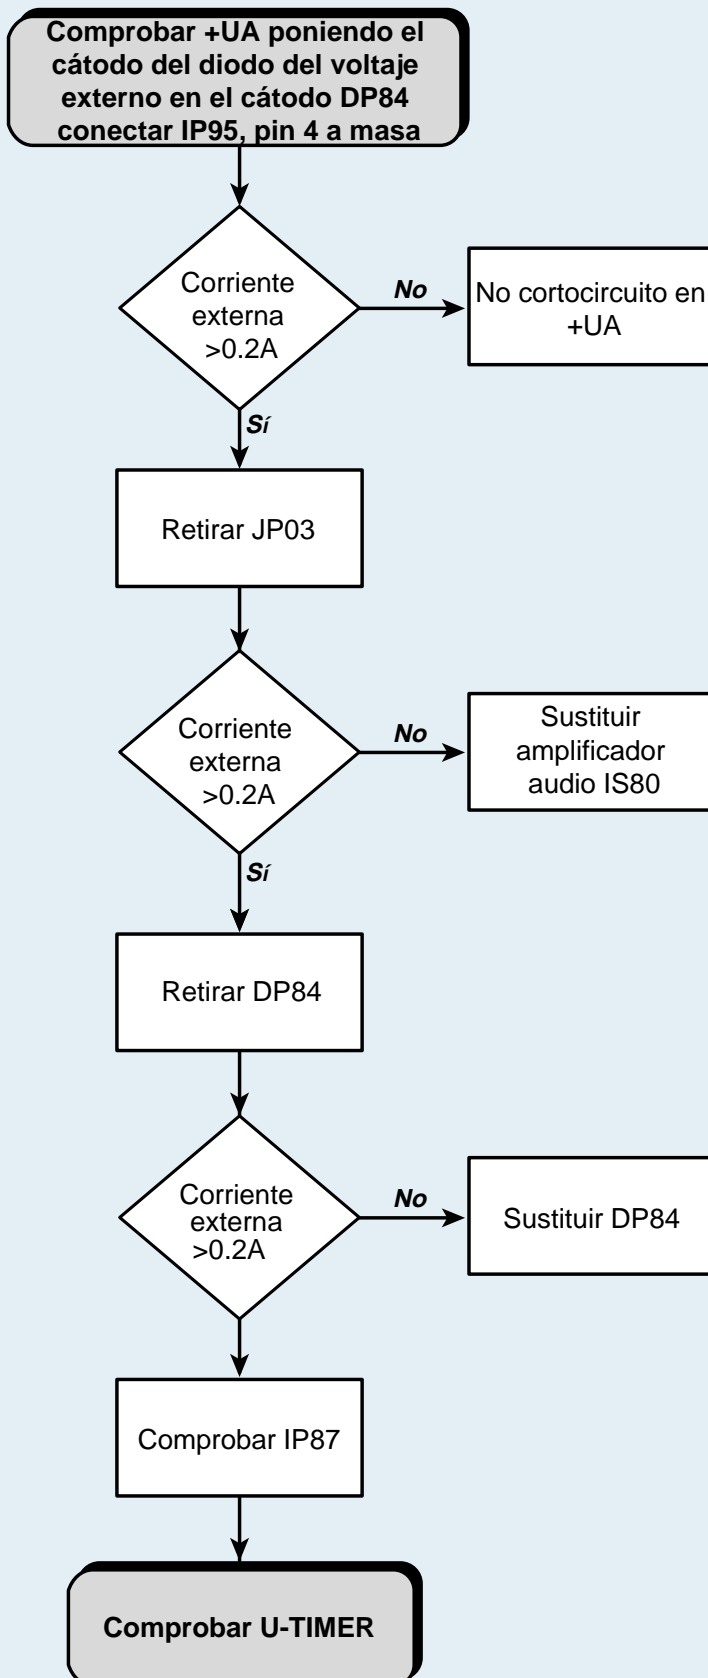 Comprobar +UA poniendo el
cátodo del diodo del voltaje
externo en el cátodo DP84
conectar IP95, pin 4 a masa
Corriente
externa
>0.2A
No
No cortocircuito en
+UA
Sí
Retirar JP03
Corriente
externa
>0.2A
No
Sustituir
amplificador
audio IS80
Sí
Retirar DP84
Corriente
externa
>0.2A
No
Sustituir DP84
Comprobar IP87
Comprobar U-TIMER